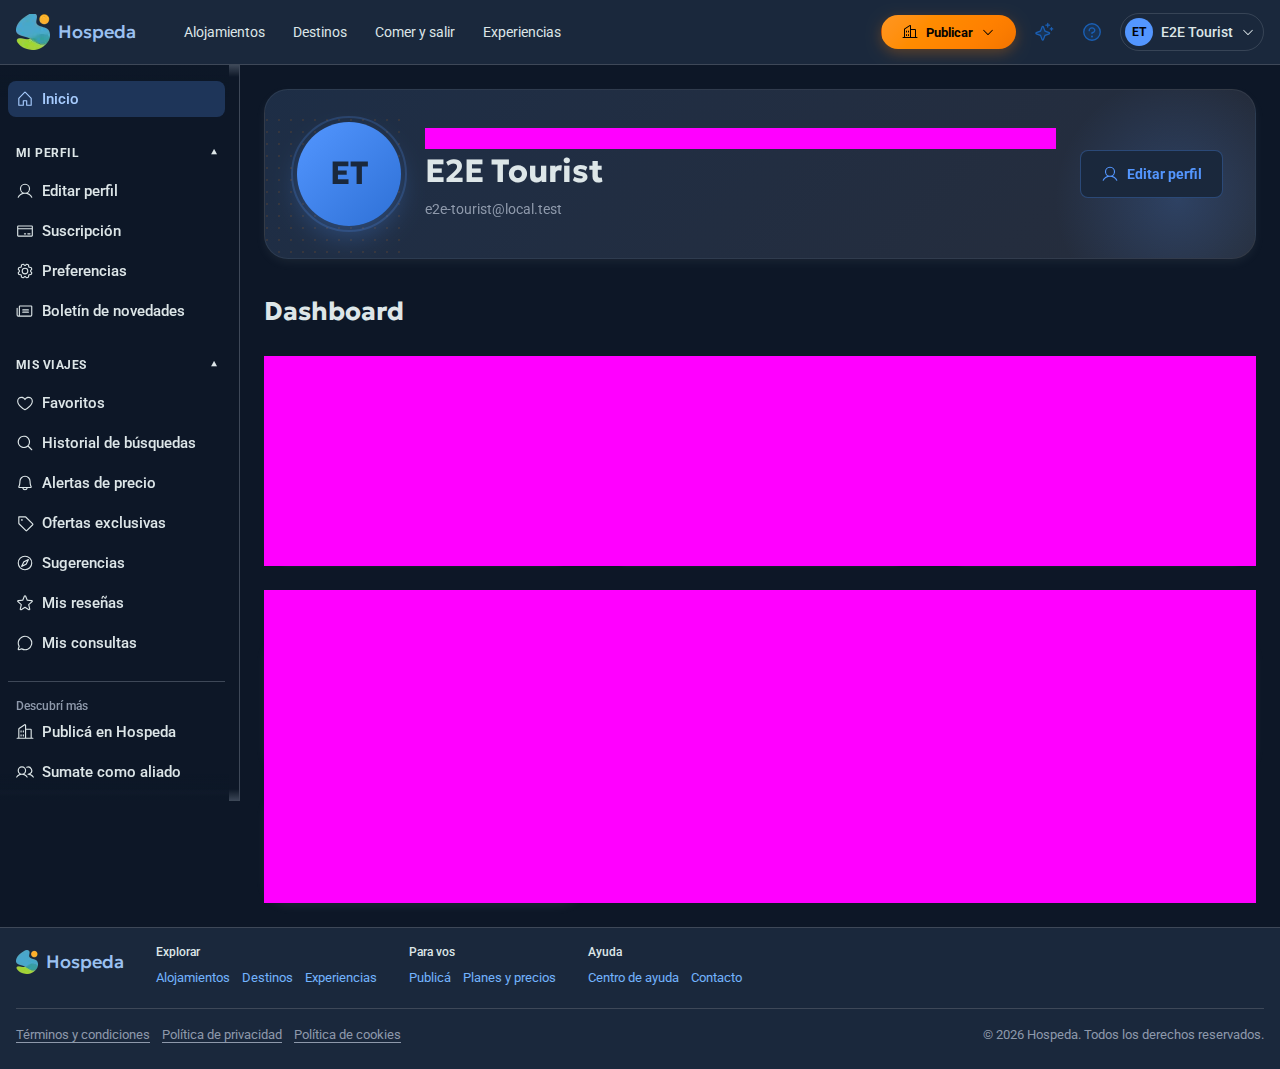 Hospeda
Alojamientos
Destinos
Comer y salir
Experiencias
Publicar
ET
E2E Tourist
Inicio
MI PERFIL
Editar perfil
Suscripción
Preferencias
Boletín de novedades
MIS VIAJES
Favoritos
Historial de búsquedas
Alertas de precio
Ofertas exclusivas
Sugerencias
Mis reseñas
Mis consultas
Descubrí más
Publicá en Hospeda
Sumate como aliado
ET
E2E Tourist
e2e-tourist@local.test
Editar perfil
Dashboard
Hospeda
Explorar
Alojamientos
Destinos
Experiencias
Para vos
Publicá
Planes y precios
Ayuda
Centro de ayuda
Contacto
Términos y condiciones
Política de privacidad
Política de cookies
© 2026 Hospeda. Todos los derechos reservados.